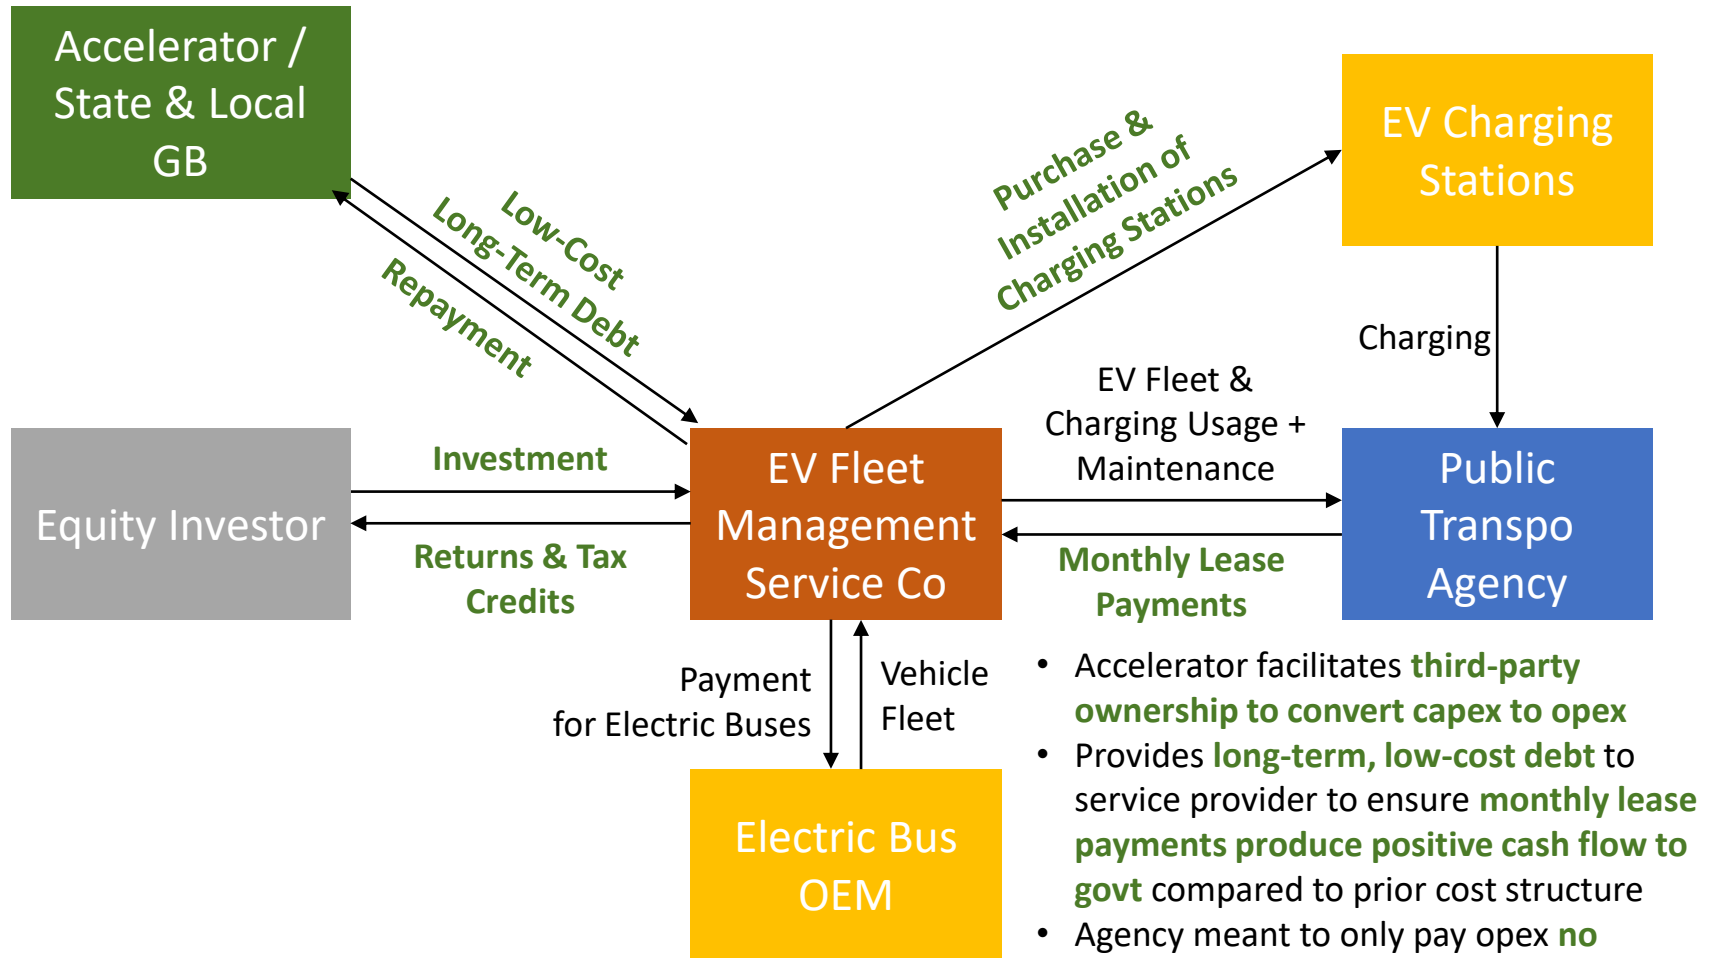 Accelerator /
State & Local
GB
EV Charging
Stations
Purchase &
Installation of
Charging Stations
Low-Cost
Long-Term Debt
Repayment
Charging
EV Fleet &
Charging Usage +
Maintenance
Equity Investor
Investment
Returns & Tax
Credits
EV Fleet
Management
Service Co
Monthly Lease
Payments
Public
Transpo
Agency
Payment
for Electric Buses
Vehicle
Fleet
Electric Bus
OEM
• Accelerator facilitates third-party
ownership to convert capex to opex
• Provides long-term, low-cost debt to
service provider to ensure monthly lease
payments produce positive cash flow to
govt compared to prior cost structure
• Agency meant to only pay opex no